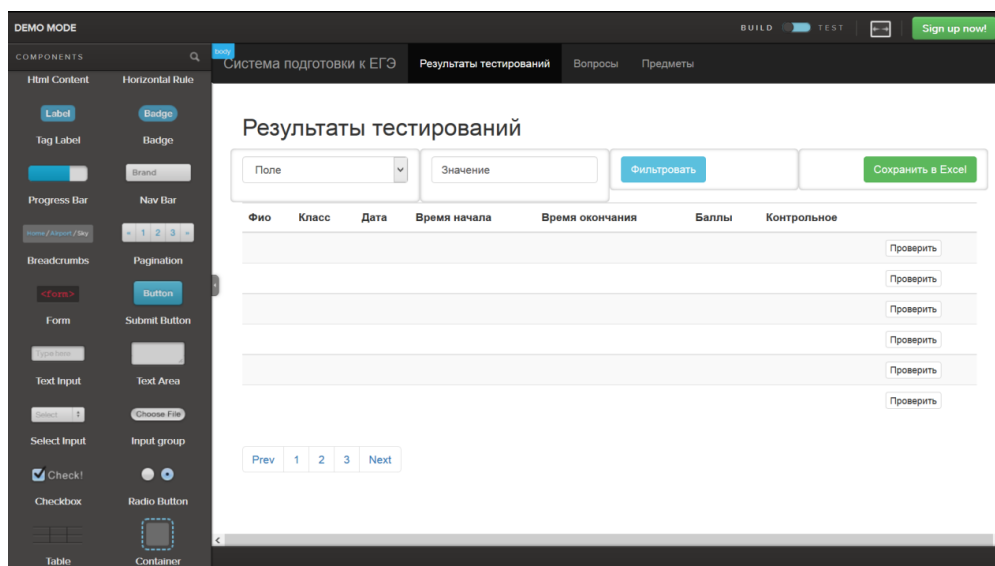 DEMO MODE
BUILD TEST
Sign up now!
COMPONENTS
Html Content Horizontal Rule
Label Badge
Tag Label Badge
Brand
Progress Bar Nav Bar
Home / Airport / Sky « 1 2 3 »
Breadcrumbs Pagination
<form> Button
Form Submit Button
Type here
Text Input Text Area
Select Choose File
Select Input Input group
Check!
Checkbox Radio Button
Table Container
body
Система подготовки к ЕГЭ Результаты тестирований Вопросы Предметы
Результаты тестирований
Поле Значение Фильтровать Сохранить в Excel
Фио Класс Дата Время начала Время окончания Баллы Контрольное
Проверить
Проверить
Проверить
Проверить
Проверить
Проверить
Prev 1 2 3 Next